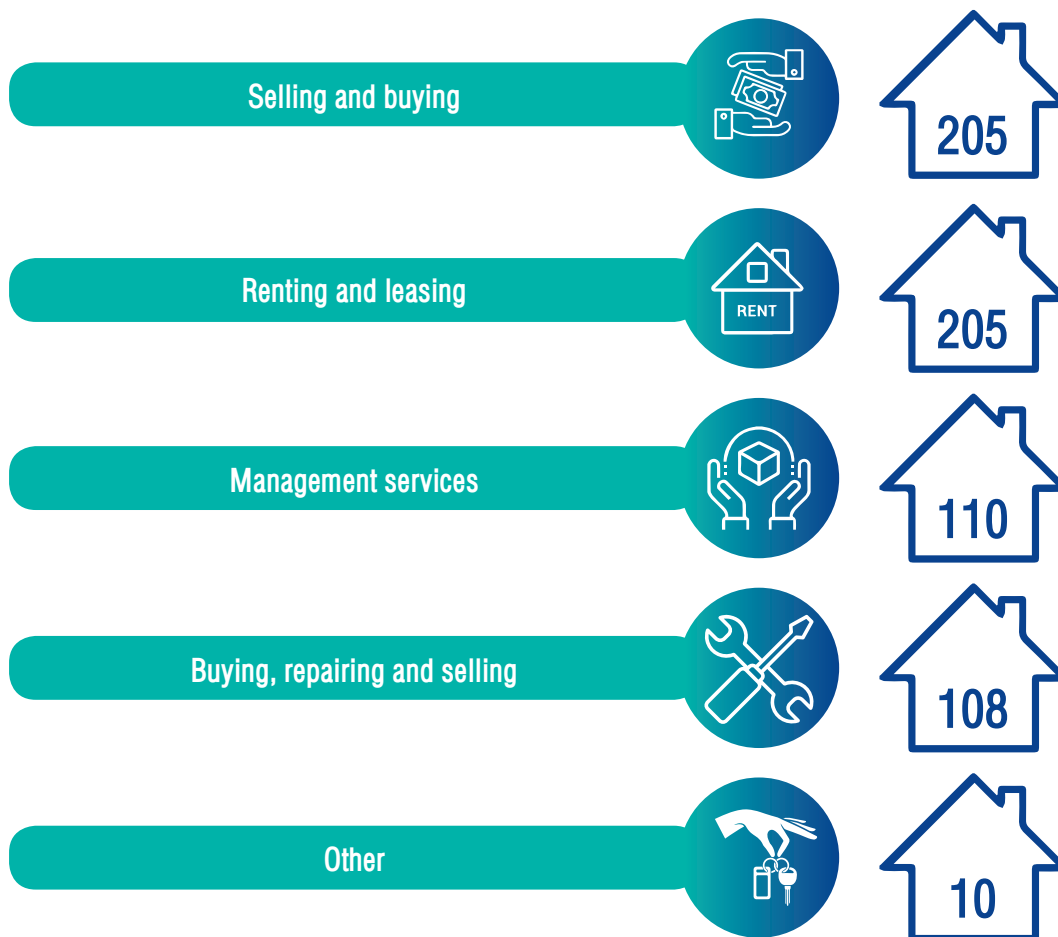 Selling and buying
205
Renting and leasing
RENT
205
Management services
110
Buying, repairing and selling
108
Other
10